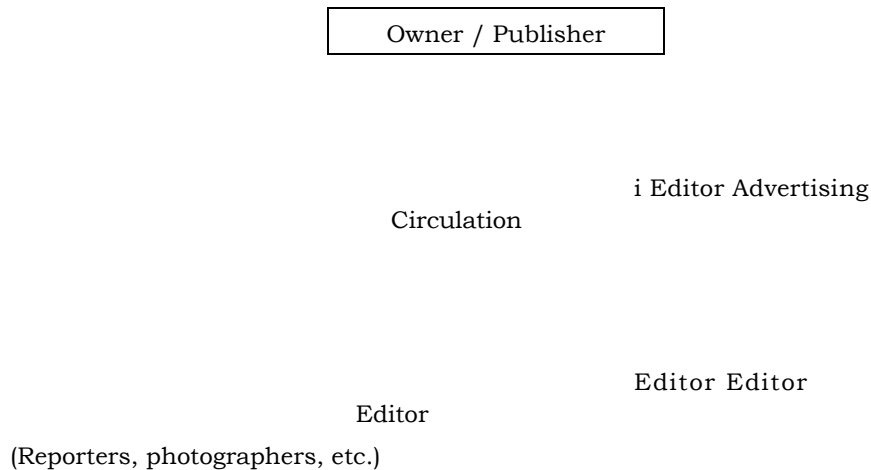 Owner / Publisher
i Editor Advertising
Circulation
Editor Editor
Editor
(Reporters, photographers, etc.)